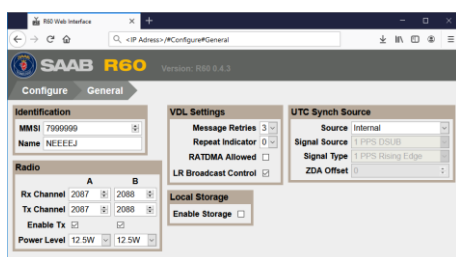 R60 Web Interface
<IP Adress>/#Configure#General
SAAB R60 Version: R60 0.4.3
Configure General
Identification
MMSI 7999999
Name NEEEEJ
Radio
A B
Rx Channel 2087 2088
Tx Channel 2087 2088
Enable Tx
Power Level 12.5W 12.5W
VDL Settings
Message Retries 3
Repeat Indicator 0
RATDMA Allowed
LR Broadcast Control
Local Storage
Enable Storage
UTC Synch Source
Source Internal
Signal Source 1 PPS DSUB
Signal Type 1 PPS Rising Edge
ZDA Offset 0